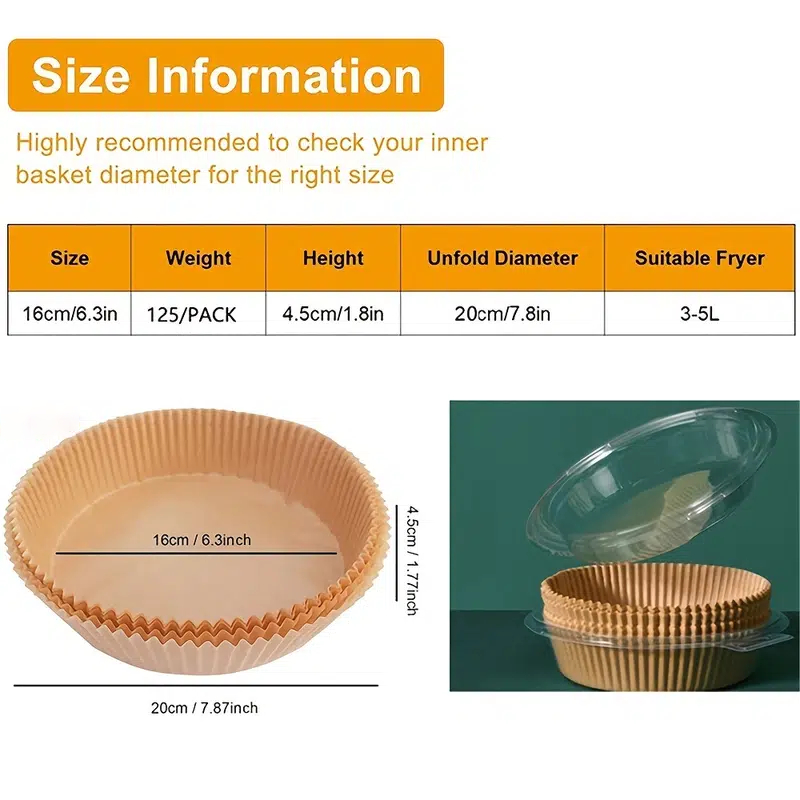 Size Information
Highly recommended to check your inner
basket diameter for the right size
Size Weight Height Unfold Diameter Suitable Fryer
16cm/6.3in 125/PACK 4.5cm/1.8in 20cm/7.8in 3-5L
16cm / 6.3inch
4.5cm / 1.77inch
20cm / 7.87inch